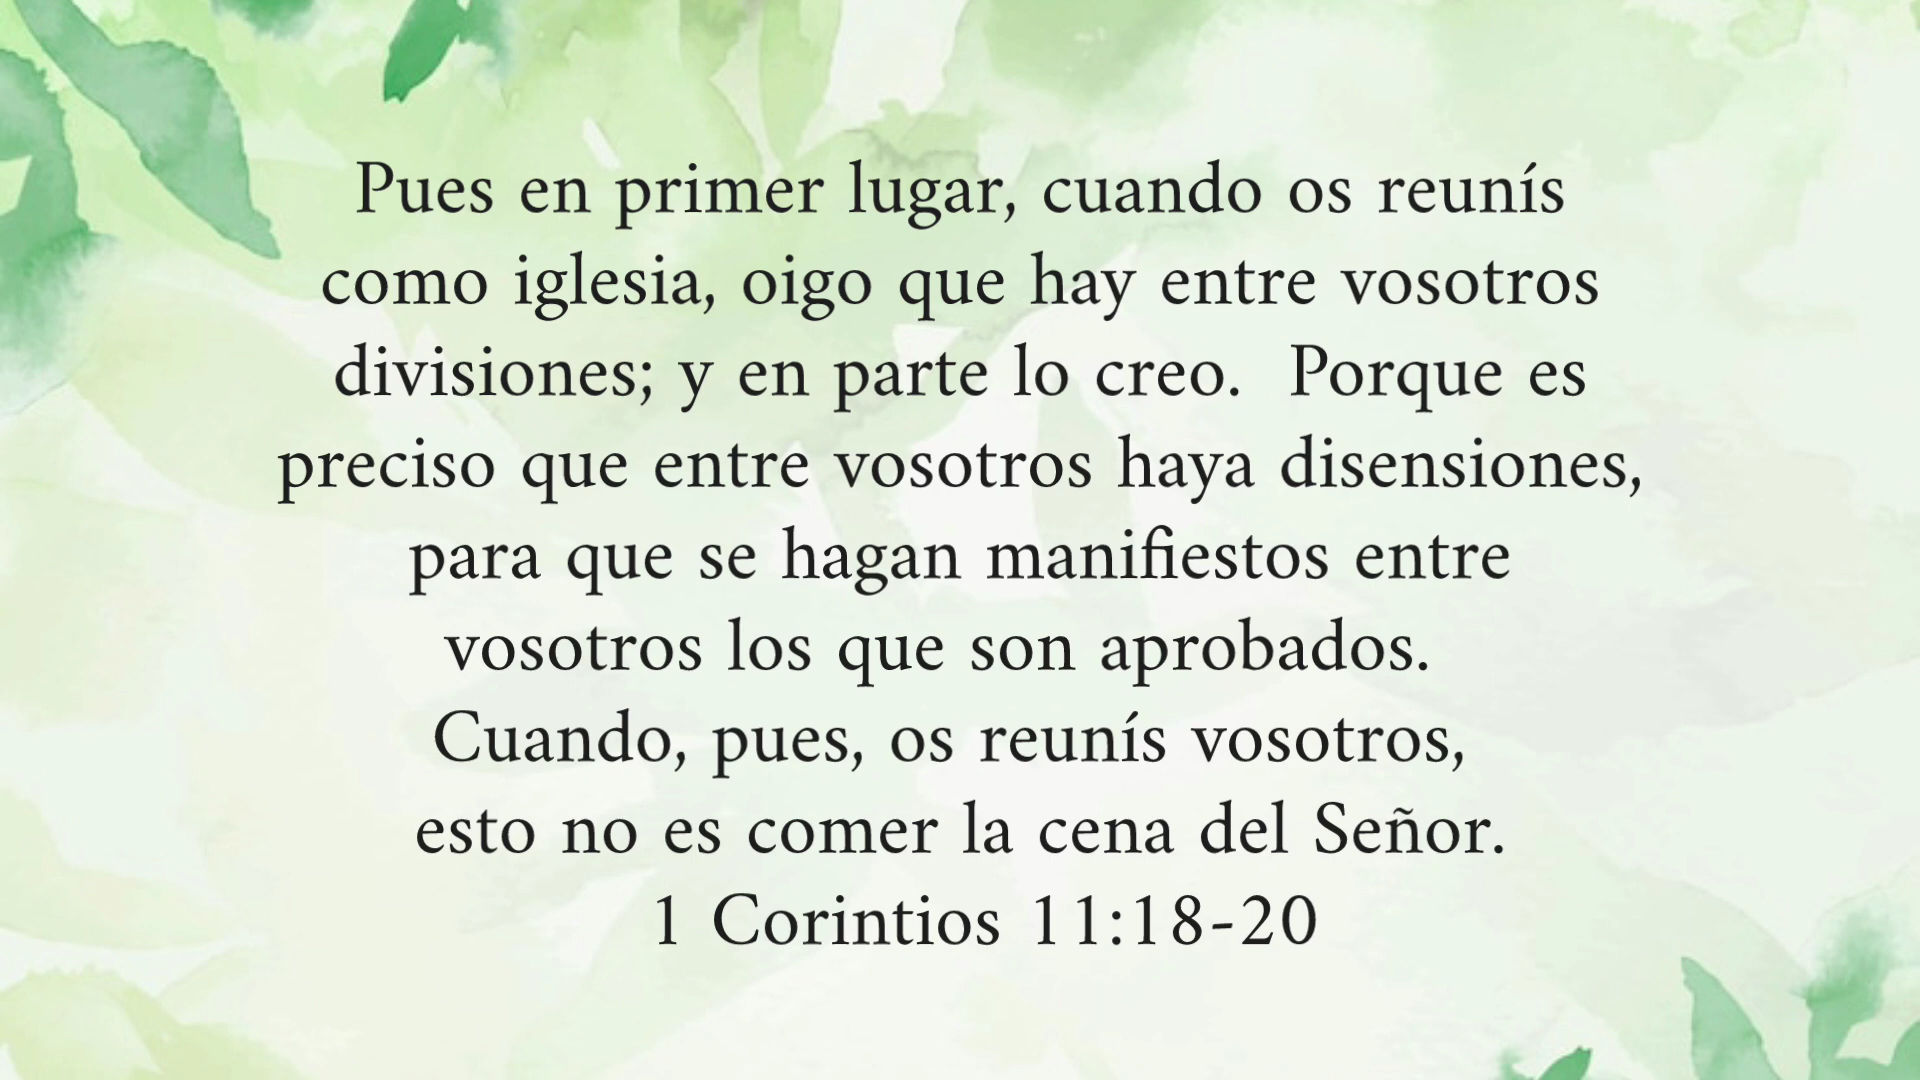 Pues en primer lugar, cuando os reunís
como iglesia, oigo que hay entre vosotros
divisiones; y en parte lo creo.  Porque es
preciso que entre vosotros haya disensiones,
para que se hagan manifiestos entre
vosotros los que son aprobados.
Cuando, pues, os reunís vosotros,
esto no es comer la cena del Señor.
1 Corintios 11:18-20